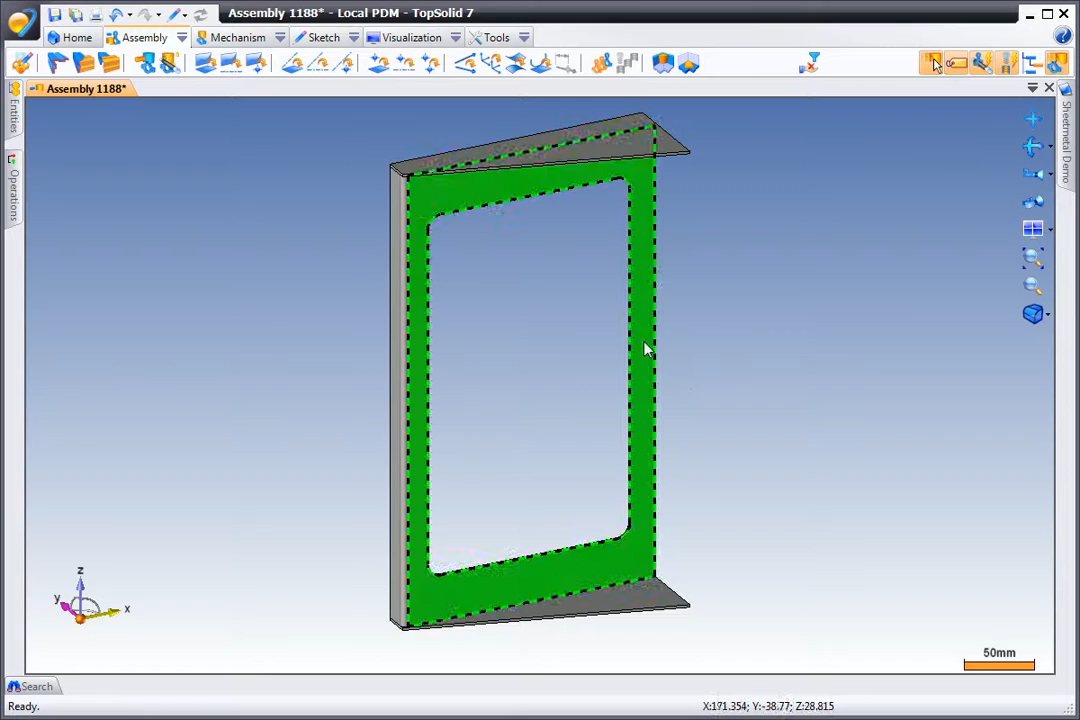 Assembly 1188* - Local PDM - TopSolid 7
Home Assembly Mechanism Sketch Visualization Tools
Assembly 1188*
Entities
Operations
Sheetmetal Demo
z
y
x
50mm
Search
Ready.
X:171.354; Y:-38.77; Z:28.815